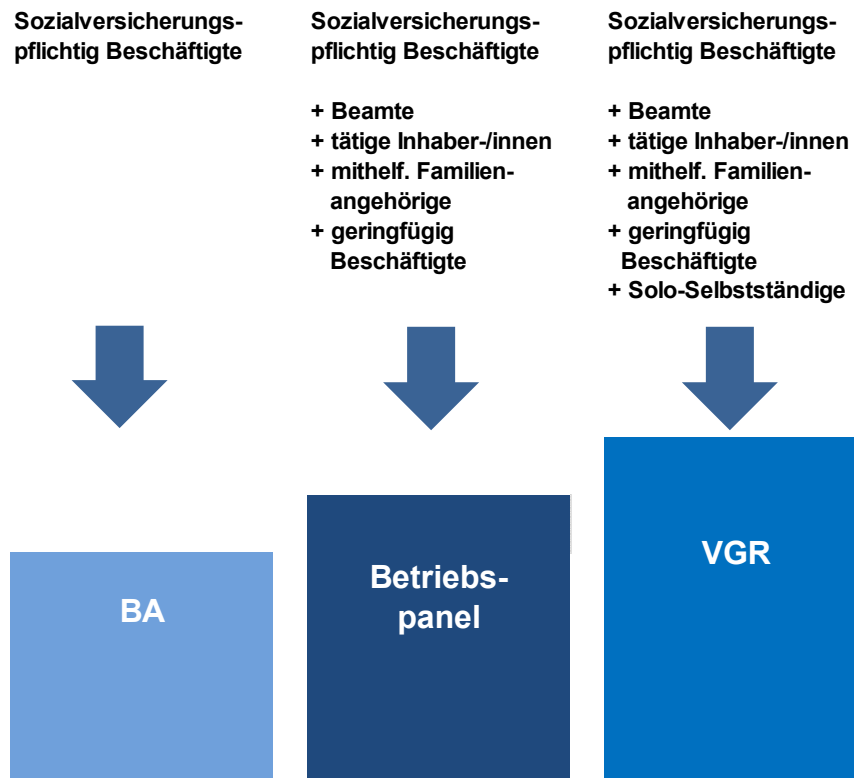 Sozialversicherungs-
pflichtig Beschäftigte
Sozialversicherungs-
pflichtig Beschäftigte
+ Beamte
+ tätige Inhaber-/innen
+ mithelf. Familien-
angehörige
+ geringfügig
Beschäftigte
Sozialversicherungs-
pflichtig Beschäftigte
+ Beamte
+ tätige Inhaber-/innen
+ mithelf. Familien-
angehörige
+ geringfügig
Beschäftigte
+ Solo-Selbstständige
BA
Betriebs-
panel
VGR